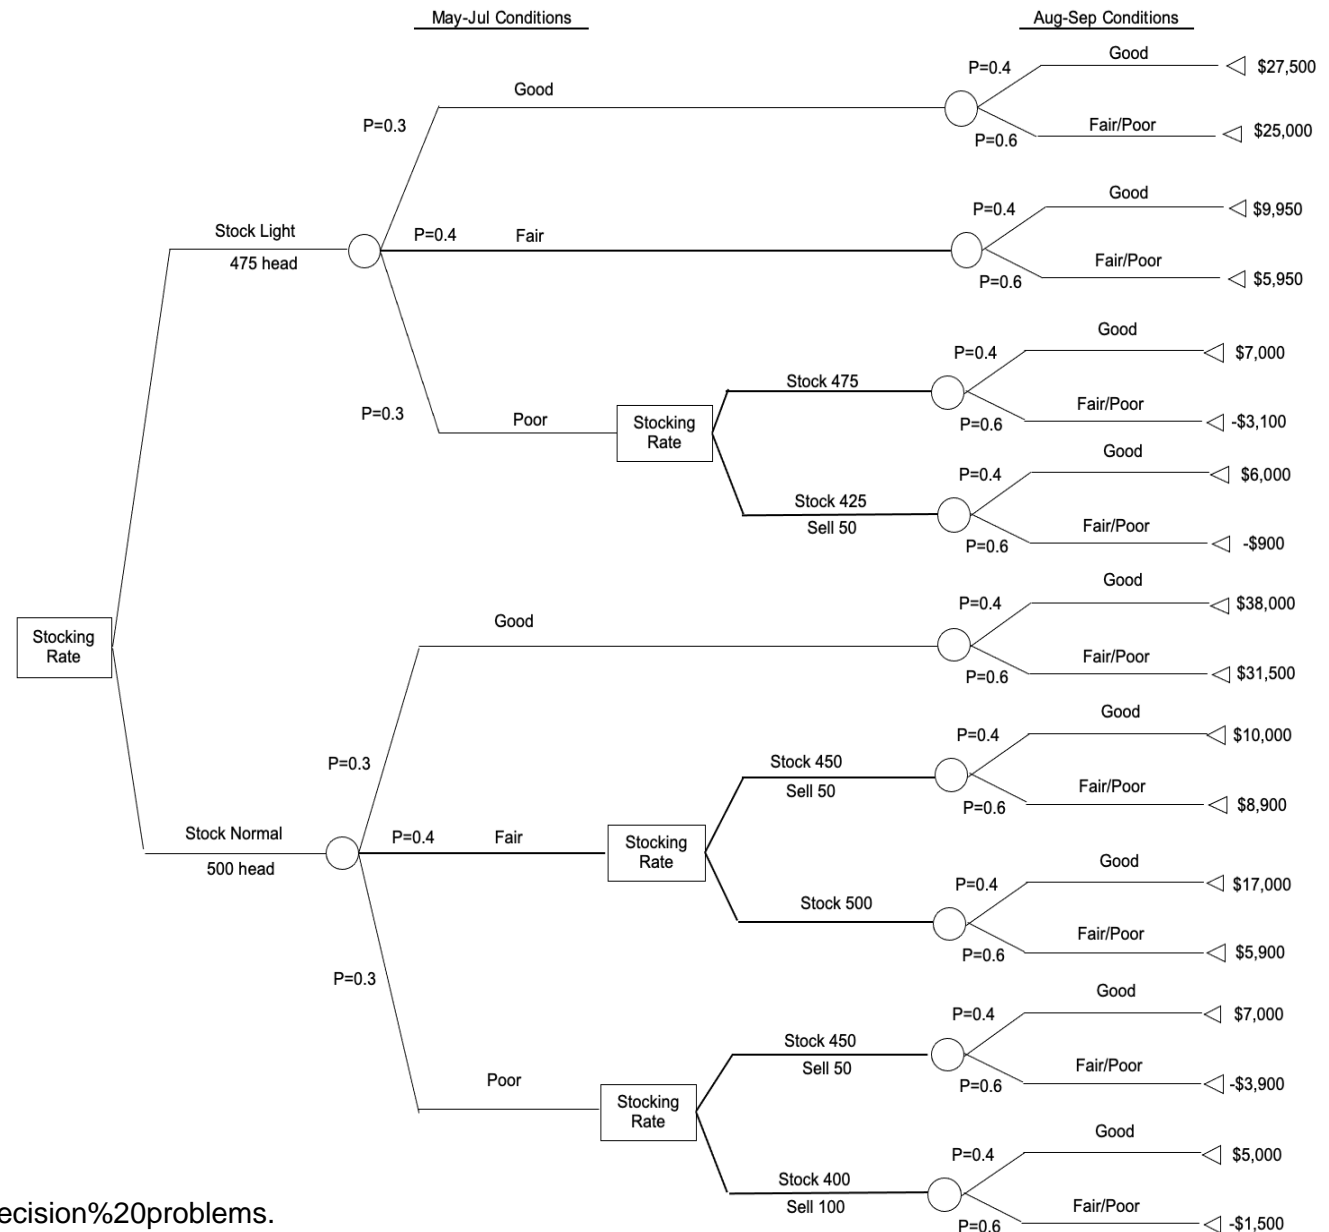 May-Jul Conditions
Aug-Sep Conditions
Good
P=0.4
$27,500
Good
P=0.3
Fair/Poor
$25,000
P=0.6
Good
P=0.4
$9,950
Stock Light
P=0.4
Fair
475 head
Fair/Poor
P=0.6
$5,950
Good
P=0.4
$7,000
Stock 475
P=0.3
Poor
Stocking
Rate
Fair/Poor
P=0.6
-$3,100
Good
P=0.4
$6,000
Stock 425
Sell 50
Fair/Poor
P=0.6
-$900
Good
P=0.4
$38,000
Good
Stocking
Rate
Fair/Poor
P=0.6
$31,500
Good
P=0.4
$10,000
P=0.3
Stock 450
Sell 50
Fair/Poor
P=0.6
$8,900
Stock Normal
500 head
P=0.4
Fair
Stocking
Rate
Good
P=0.4
$17,000
Stock 500
Fair/Poor
P=0.6
$5,900
P=0.3
Good
P=0.4
$7,000
Stock 450
Sell 50
Fair/Poor
P=0.6
-$3,900
Poor
Stocking
Rate
Good
P=0.4
$5,000
Stock 400
Sell 100
Fair/Poor
P=0.6
-$1,500
ecision%20problems.